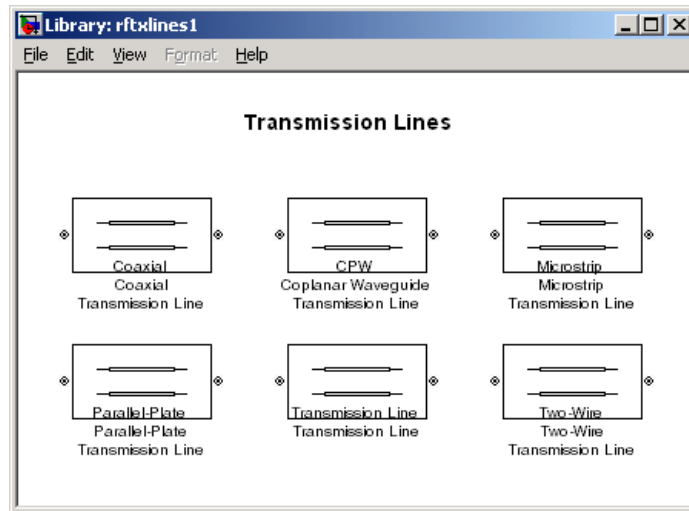 Library: rftxlines1
File Edit View Format Help
Transmission Lines
Coaxial
Coaxial
Transmission Line
CPW
Coplanar Waveguide
Transmission Line
Microstrip
Microstrip
Transmission Line
Parallel-Plate
Parallel-Plate
Transmission Line
Transmission Line
Transmission Line
Two-Wire
Two-Wire
Transmission Line